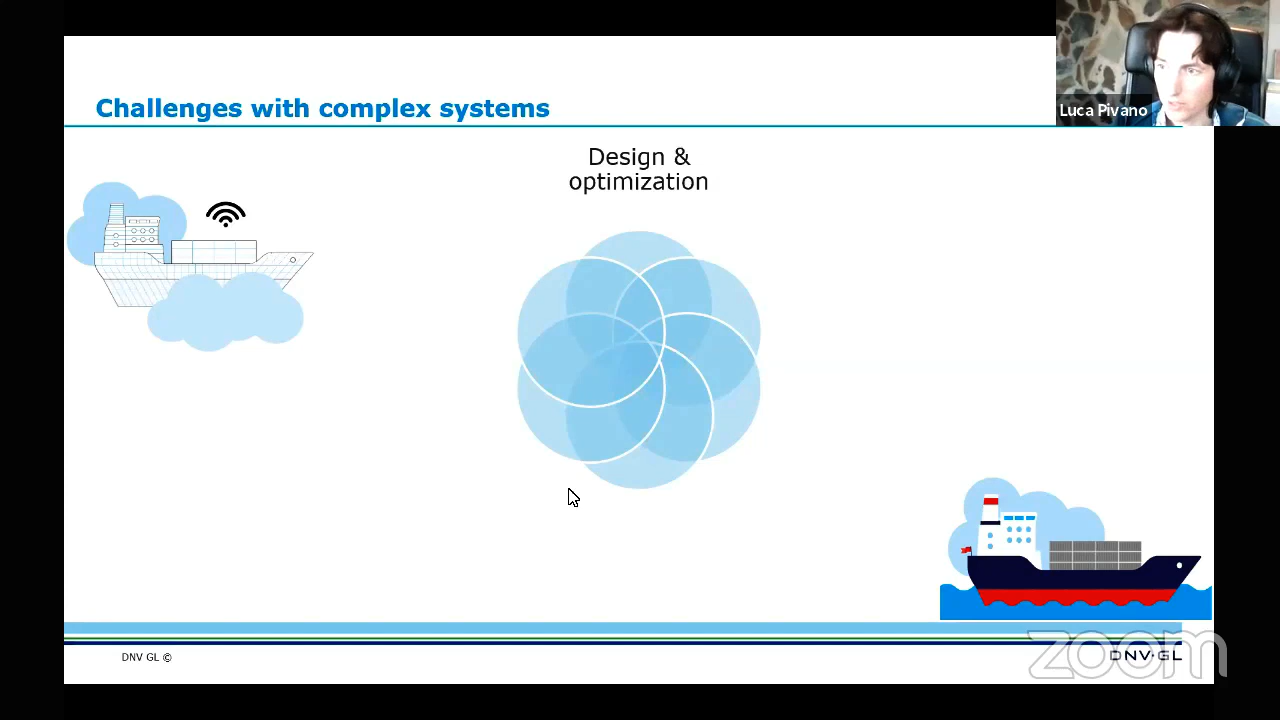 Challenges with complex systems
Luca Pivano
Design &
optimization
DNV GL ©
DNV·GL
zoom